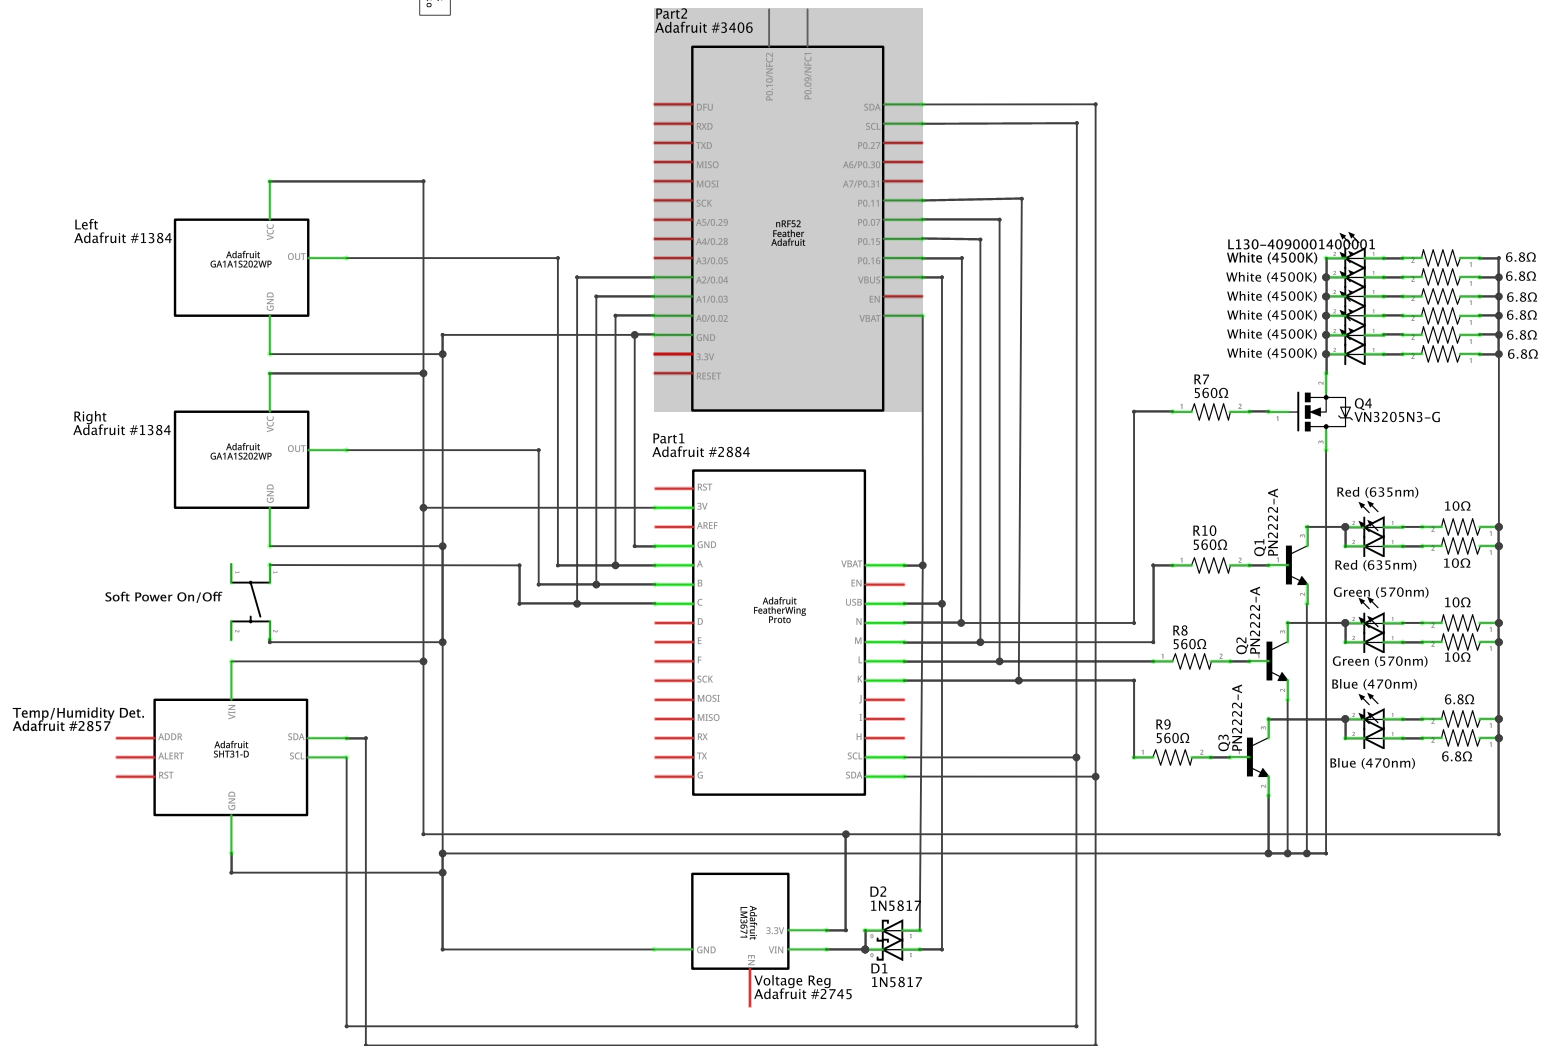 Part2
Adafruit #3406
P0.10/NFC2
P0.09/NFC1
DFU
RXD
TXD
MISO
MOSI
SCK
A5/0.29
A4/0.28
A3/0.05
A2/0.04
A1/0.03
A0/0.02
GND
3.3V
RESET
nRF52
Feather
Adafruit
SDA
SCL
P0.27
A6/P0.30
A7/P0.31
P0.11
P0.07
P0.15
P0.16
VBUS
EN
VBAT
Left
Adafruit #1384
VCC
Adafruit
GA1A1S202WP
OUT
GND
Right
Adafruit #1384
VCC
Adafruit
GA1A1S202WP
OUT
GND
Soft Power On/Off
1
1
2
2
Temp/Humidity Det.
Adafruit #2857
VIN
ADDR
ALERT
RST
Adafruit
SHT31-D
SDA
SCL
GND
Part1
Adafruit #2884
RST
3V
AREF
GND
A
B
C
D
E
F
SCK
MOSI
MISO
RX
TX
G
Adafruit
FeatherWing
Proto
VBAT
EN
USB
N
M
L
K
J
I
H
SCL
SDA
Adafruit
LM3671
GND
3.3V
VIN
EN
Voltage Reg
Adafruit #2745
D2
1N5817
D1
1N5817
L130-4090001400001
White (4500K)
6.8Ω
White (4500K)
6.8Ω
White (4500K)
6.8Ω
White (4500K)
6.8Ω
White (4500K)
6.8Ω
White (4500K)
6.8Ω
R7
560Ω
Q4
VN3205N3-G
R10
560Ω
Q1
PN2222-A
Red (635nm)
10Ω
Red (635nm)
10Ω
R8
560Ω
Q2
PN2222-A
Green (570nm)
10Ω
Green (570nm)
10Ω
R9
560Ω
Q3
PN2222-A
Blue (470nm)
6.8Ω
Blue (470nm)
6.8Ω